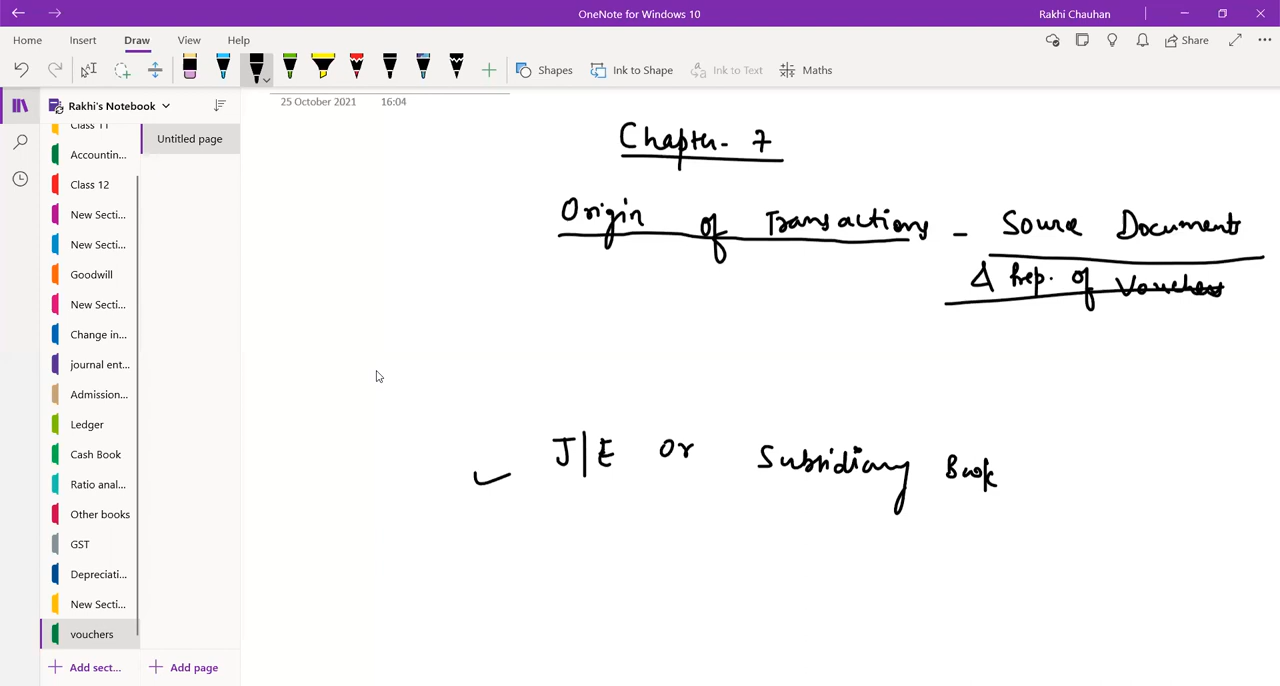 OneNote for Windows 10
Rakhi Chauhan
Home Insert Draw View Help
Share
Shapes Ink to Shape Ink to Text Maths
Rakhi's Notebook
Class 11
Accountin...
Class 12
New Secti...
New Secti...
Goodwill
New Secti...
Change in...
journal ent...
Admission...
Ledger
Cash Book
Ratio anal...
Other books
GST
Depreciati...
New Secti...
vouchers
Add sect...
Untitled page
Add page
25 October 2021 16:04
Chapter - 7
Origin of Transactions - Source Documents
& Prep. of Vouchers
J|E or Subsidiary Book